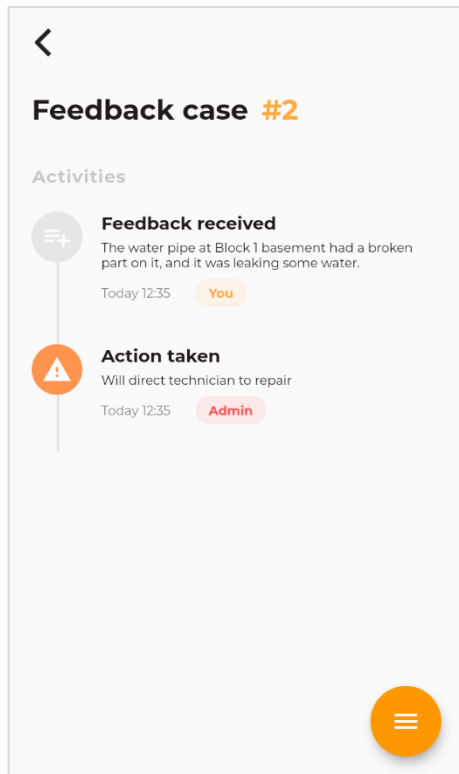 Feedback case #2
Activities
Feedback received
The water pipe at Block 1 basement had a broken
part on it, and it was leaking some water.
Today 12:35 You
Action taken
Will direct technician to repair
Today 12:35 Admin